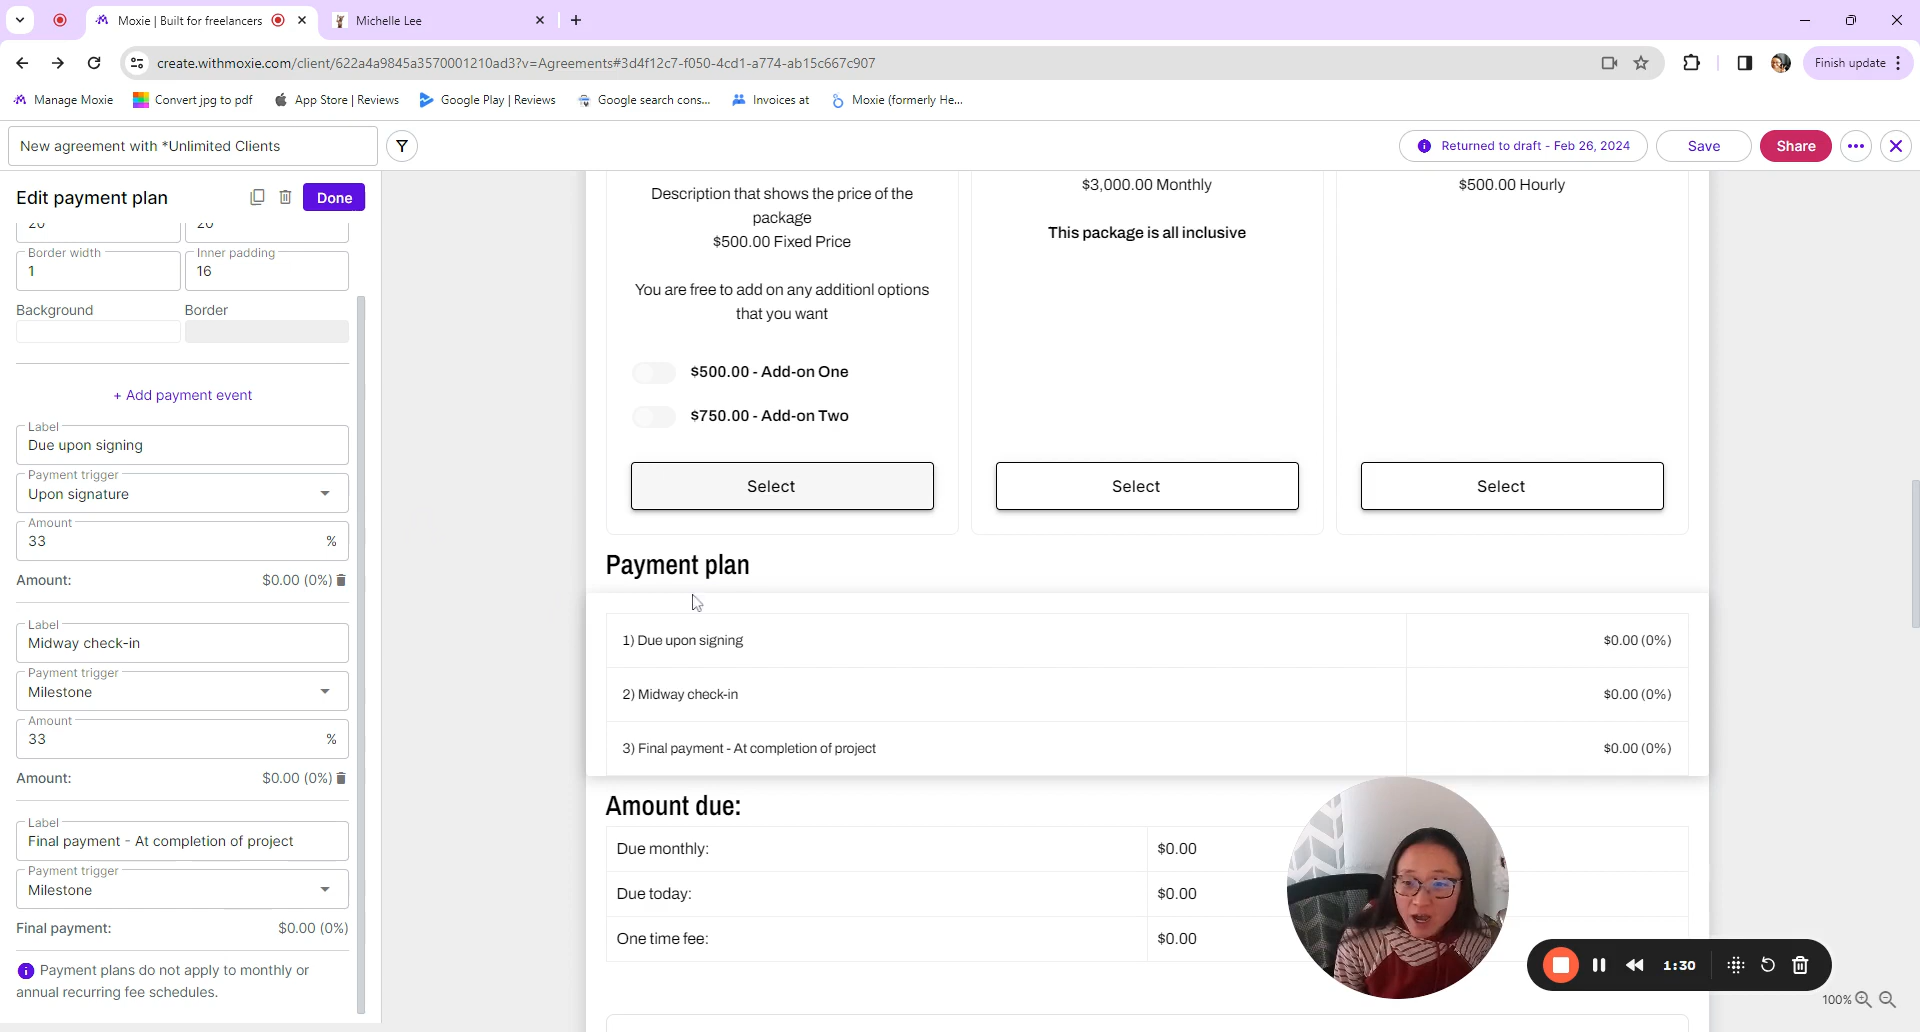 Moxie | Built for freelancers
Michelle Lee
create.withmoxie.com/client/622a4a9845a3570001210ad3?v=Agreements#3d4f12c7-f050-4cd1-a774-ab15c667c907
Finish update
Manage Moxie
Convert jpg to pdf
App Store | Reviews
Google Play | Reviews
Google search cons...
Invoices at
Moxie (formerly He...
New agreement with *Unlimited Clients
Returned to draft - Feb 26, 2024
Save
Share
Edit payment plan
Done
20
20
Border width
1
Inner padding
16
Background
Border
+ Add payment event
Label
Due upon signing
Payment trigger
Upon signature
Amount
33
%
Amount:
$0.00 (0%)
Label
Midway check-in
Payment trigger
Milestone
Amount
33
%
Amount:
$0.00 (0%)
Label
Final payment - At completion of project
Payment trigger
Milestone
Final payment:
$0.00 (0%)
Payment plans do not apply to monthly or
annual recurring fee schedules.
Description that shows the price of the
package
$500.00 Fixed Price
You are free to add on any additionl options
that you want
$500.00 - Add-on One
$750.00 - Add-on Two
Select
$3,000.00 Monthly
This package is all inclusive
Select
$500.00 Hourly
Select
Payment plan
1) Due upon signing
$0.00 (0%)
2) Midway check-in
$0.00 (0%)
3) Final payment - At completion of project
$0.00 (0%)
Amount due:
Due monthly:
$0.00
Due today:
$0.00
One time fee:
$0.00
1:30
100%